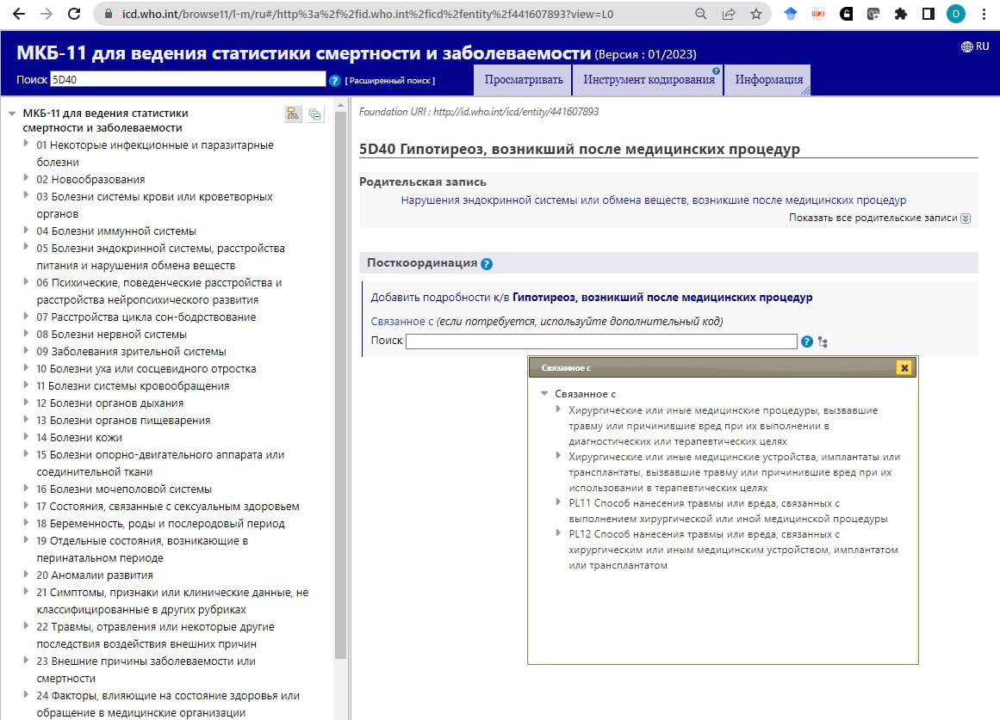 icd.who.int/browse11/l-m/ru#/http%3a%2f%2fid.who.int%2ficd%2fentity%2f441607893?view=L0
O
МКБ-11 для ведения статистики смертности и заболеваемости (Версия : 01/2023)
RU
Поиск 5D40 ? [ Расширенный поиск ]
Просматривать
Инструмент кодирования ?
Информация
МКБ-11 для ведения статистики
смертности и заболеваемости
01 Некоторые инфекционные и паразитарные
болезни
02 Новообразования
03 Болезни системы крови или кроветворных
органов
04 Болезни иммунной системы
05 Болезни эндокринной системы, расстройства
питания и нарушения обмена веществ
06 Психические, поведенческие расстройства и
расстройства нейропсихического развития
07 Расстройства цикла сон-бодрствование
08 Болезни нервной системы
09 Заболевания зрительной системы
10 Болезни уха или сосцевидного отростка
11 Болезни системы кровообращения
12 Болезни органов дыхания
13 Болезни органов пищеварения
14 Болезни кожи
15 Болезни опорно-двигательного аппарата или
соединительной ткани
16 Болезни мочеполовой системы
17 Состояния, связанные с сексуальным здоровьем
18 Беременность, роды и послеродовый период
19 Отдельные состояния, возникающие в
перинатальном периоде
20 Аномалии развития
21 Симптомы, признаки или клинические данные, не
классифицированные в других рубриках
22 Травмы, отравления или некоторые другие
последствия воздействия внешних причин
23 Внешние причины заболеваемости или
смертности
24 Факторы, влияющие на состояние здоровья или
обращение в медицинские организации
Foundation URI : http://id.who.int/icd/entity/441607893
5D40 Гипотиреоз, возникший после медицинских процедур
Родительская запись
Нарушения эндокринной системы или обмена веществ, возникшие после медицинских процедур
Показать все родительские записи
Посткоординация ?
Добавить подробности к/в Гипотиреоз, возникший после медицинских процедур
Связанное с (если потребуется, используйте дополнительный код)
Поиск ?
Связанное с
Связанное с
Хирургические или иные медицинские процедуры, вызвавшие
травму или причинившие вред при их выполнении в
диагностических или терапевтических целях
Хирургические или иные медицинские устройства, имплантаты или
трансплантаты, вызвавшие травму или причинившие вред при их
использовании в терапевтических целях
PL11 Способ нанесения травмы или вреда, связанных с
выполнением хирургической или иной медицинской процедуры
PL12 Способ нанесения травмы или вреда, связанных с
хирургическим или иным медицинским устройством, имплантатом
или трансплантатом